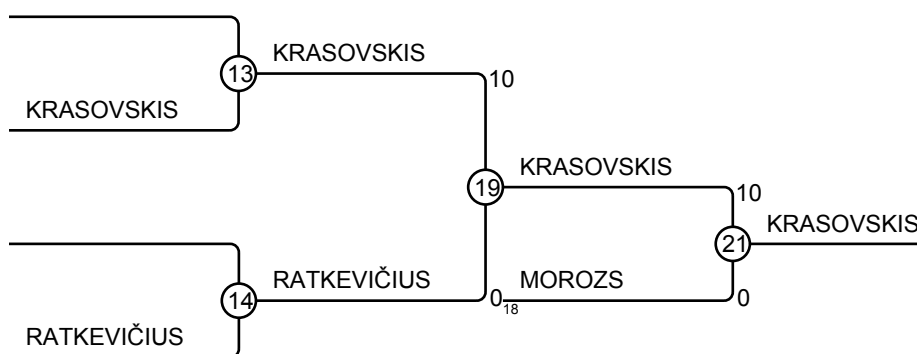 KRASOVSKIS
13
10
KRASOVSKIS
KRASOVSKIS
19
10
KRASOVSKIS
21
RATKEVIČIUS
MOROZS
14
0
18
0
RATKEVIČIUS